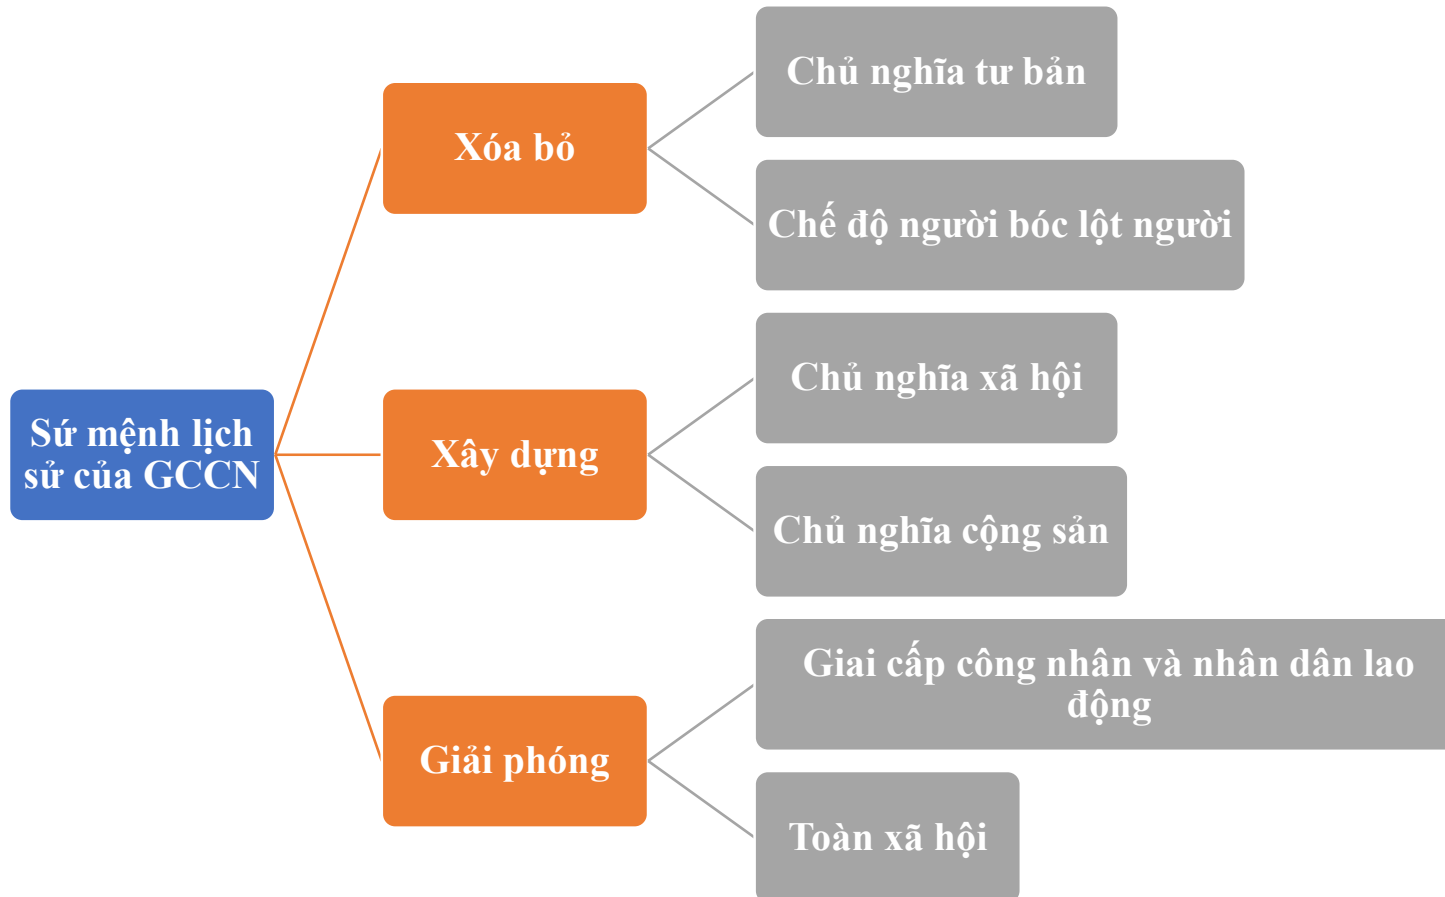 Sứ mệnh lịch
sử của GCCN
Xóa bỏ
Chủ nghĩa tư bản
Chế độ người bóc lột người
Xây dựng
Chủ nghĩa xã hội
Chủ nghĩa cộng sản
Giải phóng
Giai cấp công nhân và nhân dân lao
động
Toàn xã hội